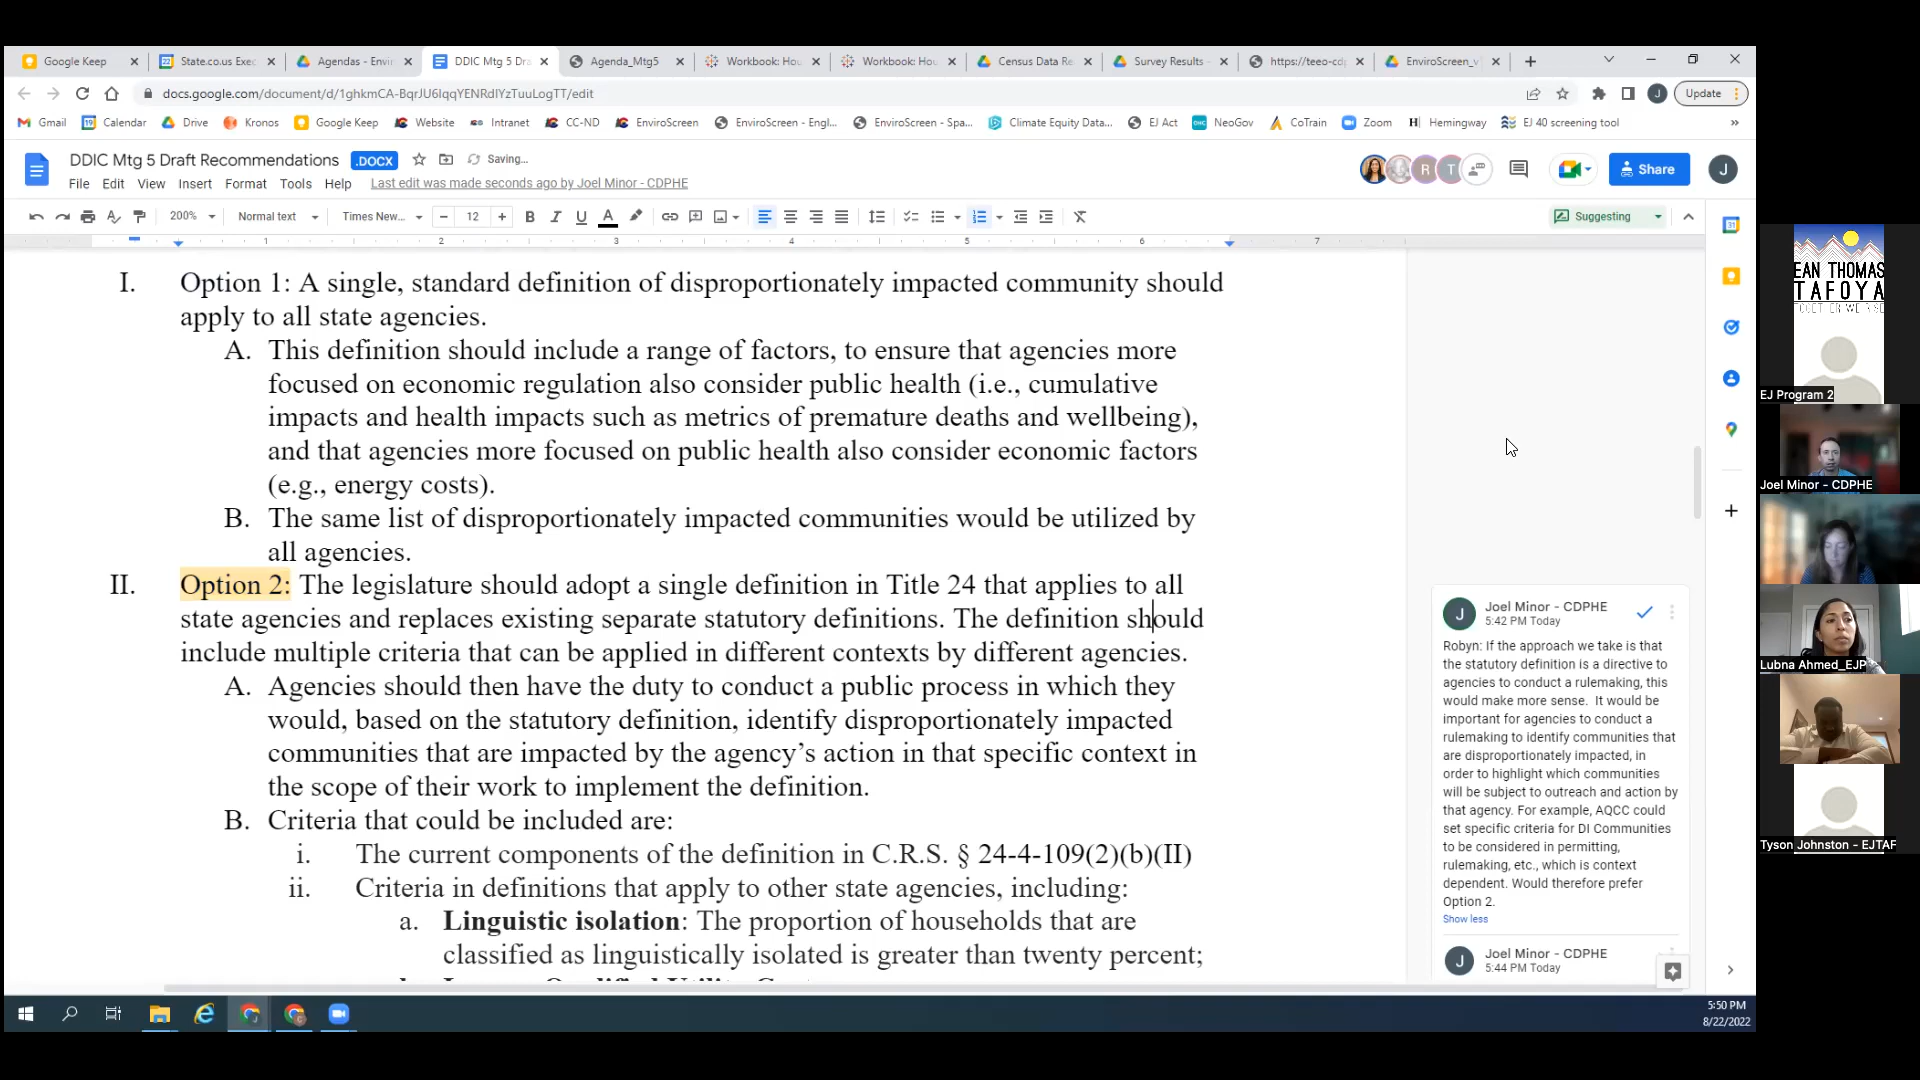 Google Keep
State.co.us Exec
Agendas - Envir
DDIC Mtg 5 Dra
Agenda_Mtg5
Workbook: Hou
Workbook: Hou
Census Data Re
Survey Results -
https://teeo-cdp
EnviroScreen_v
docs.google.com/document/d/1ghkmCA-BqrJU6lqqYENRdlYzTuuLogTT/edit
Update
Gmail
Calendar
Drive
Kronos
Google Keep
Website
Intranet
CC-ND
EnviroScreen
EnviroScreen - Engl...
EnviroScreen - Spa...
Climate Equity Data...
EJ Act
NeoGov
CoTrain
Zoom
Hemingway
EJ 40 screening tool
DDIC Mtg 5 Draft Recommendations .DOCX Saving...
File Edit View Insert Format Tools Help Last edit was made seconds ago by Joel Minor - CDPHE
R T Share J
200% Normal text Times New... 12 B I U A Suggesting
1 2 3 4 5 6 7
I. Option 1: A single, standard definition of disproportionately impacted community should
apply to all state agencies.
A. This definition should include a range of factors, to ensure that agencies more
focused on economic regulation also consider public health (i.e., cumulative
impacts and health impacts such as metrics of premature deaths and wellbeing),
and that agencies more focused on public health also consider economic factors
(e.g., energy costs).
B. The same list of disproportionately impacted communities would be utilized by
all agencies.
II. Option 2: The legislature should adopt a single definition in Title 24 that applies to all
state agencies and replaces existing separate statutory definitions. The definition should
include multiple criteria that can be applied in different contexts by different agencies.
A. Agencies should then have the duty to conduct a public process in which they
would, based on the statutory definition, identify disproportionately impacted
communities that are impacted by the agency's action in that specific context in
the scope of their work to implement the definition.
B. Criteria that could be included are:
i. The current components of the definition in C.R.S. § 24-4-109(2)(b)(II)
ii. Criteria in definitions that apply to other state agencies, including:
a. Linguistic isolation: The proportion of households that are
classified as linguistically isolated is greater than twenty percent;
J Joel Minor - CDPHE
5:42 PM Today
Robyn: If the approach we take is that
the statutory definition is a directive to
agencies to conduct a rulemaking, this
would make more sense. It would be
important for agencies to conduct a
rulemaking to identify communities that
are disproportionately impacted, in
order to highlight which communities
will be subject to outreach and action by
that agency. For example, AQCC could
set specific criteria for DI Communities
to be considered in permitting,
rulemaking, etc., which is context
dependent. Would therefore prefer
Option 2.
Show less
J Joel Minor - CDPHE
5:44 PM Today
5:50 PM
8/22/2022
EAN THOMAS
TAFOYA
EJ Program 2
Joel Minor - CDPHE
Lubna Ahmed_EJP
Tyson Johnston - EJTAF